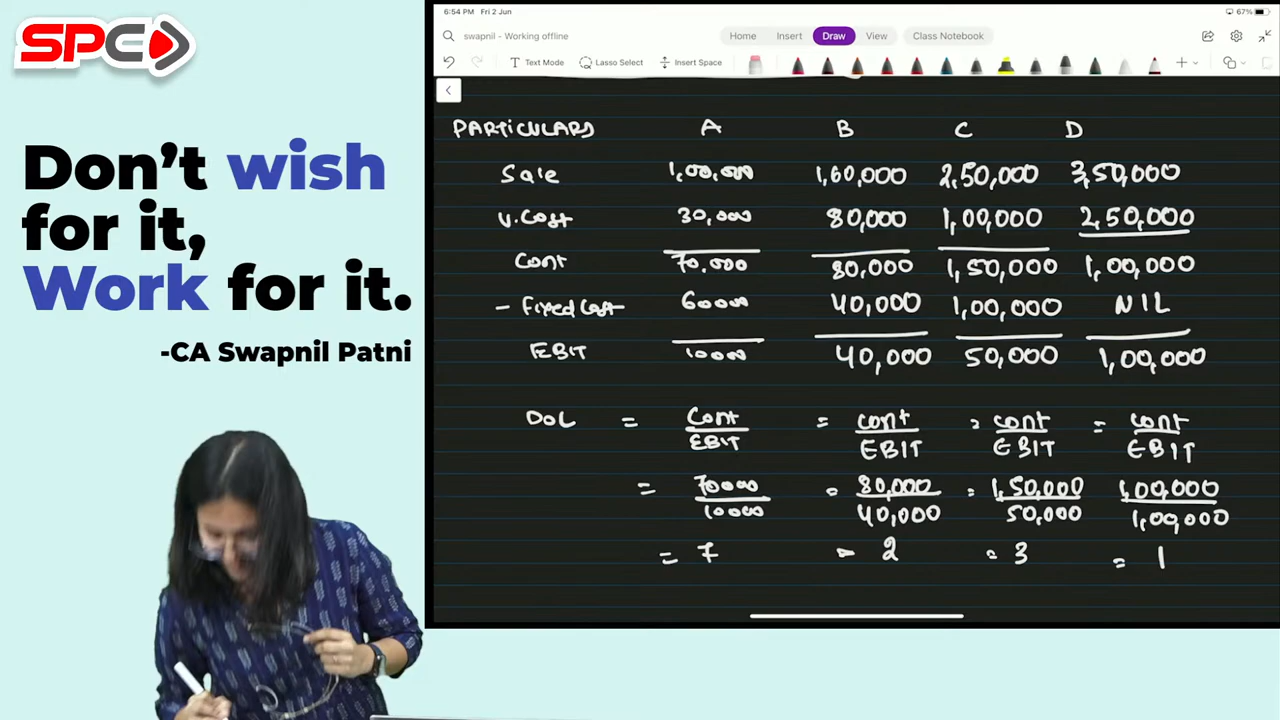 SPC
Don't wish
for it,
Work for it.
-CA Swapnil Patni
6:54 PM Fri 2 Jun 67%
swapnil - Working offline Home Insert Draw View Class Notebook
Text Mode Lasso Select Insert Space
PARTICULARS A B C D
Sale 1,00,000 1,60,000 2,50,000 3,50,000
V.Cost 30,000 80,000 1,00,000 2,50,000
Cont 70,000 80,000 1,50,000 1,00,000
- Fixed Cost 60000 40,000 1,00,000 NIL
EBIT 10000 40,000 50,000 1,00,000
DOL = Cont = Cont = Cont = Cont
EBIT EBIT EBIT EBIT
= 70000 = 80,000 = 1,50,000 1,00,000
10000 40,000 50,000 1,00,000
= 7 = 2 = 3 = 1